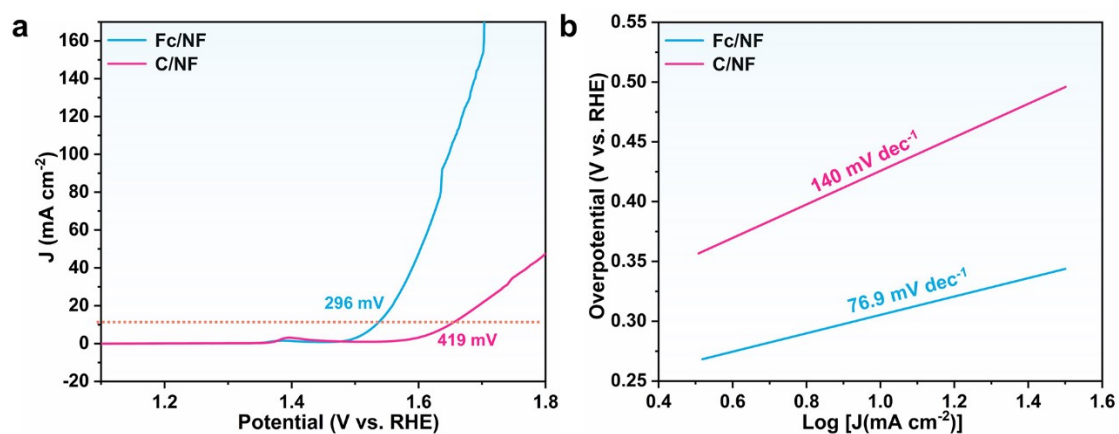 a
Fc/NF
C/NF
160
140
120
100
80
60
40
20
0
-20
J (mA cm⁻²)
296 mV
419 mV
1.2
1.4
1.6
1.8
Potential (V vs. RHE)
b
Fc/NF
C/NF
0.55
0.50
0.45
0.40
0.35
0.30
0.25
Overpotential (V vs. RHE)
140 mV dec⁻¹
76.9 mV dec⁻¹
0.4
0.6
0.8
1.0
1.2
1.4
1.6
Log [J(mA cm⁻²)]